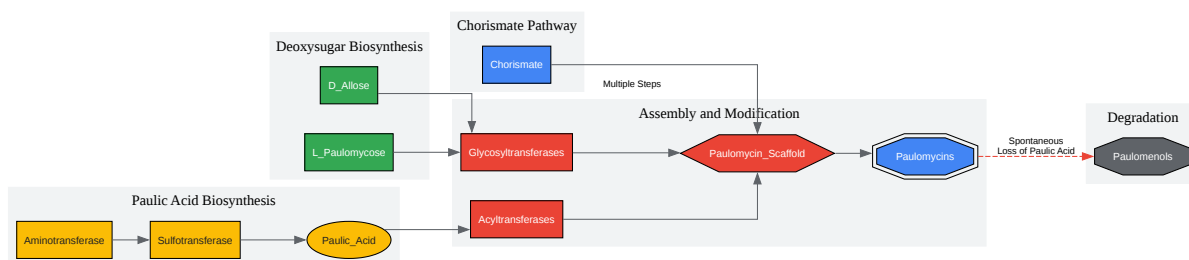 Chorismate Pathway
Deoxysugar Biosynthesis
Chorismate
D_Allose
Multiple Steps
Assembly and Modification
Degradation
L_Paulomycose
Glycosyltransferases
Paulomycin_Scaffold
Paulomycins
Spontaneous
Loss of Paulic Acid
Paulomenols
Paulic Acid Biosynthesis
Acyltransferases
Aminotransferase
Sulfotransferase
Paulic_Acid